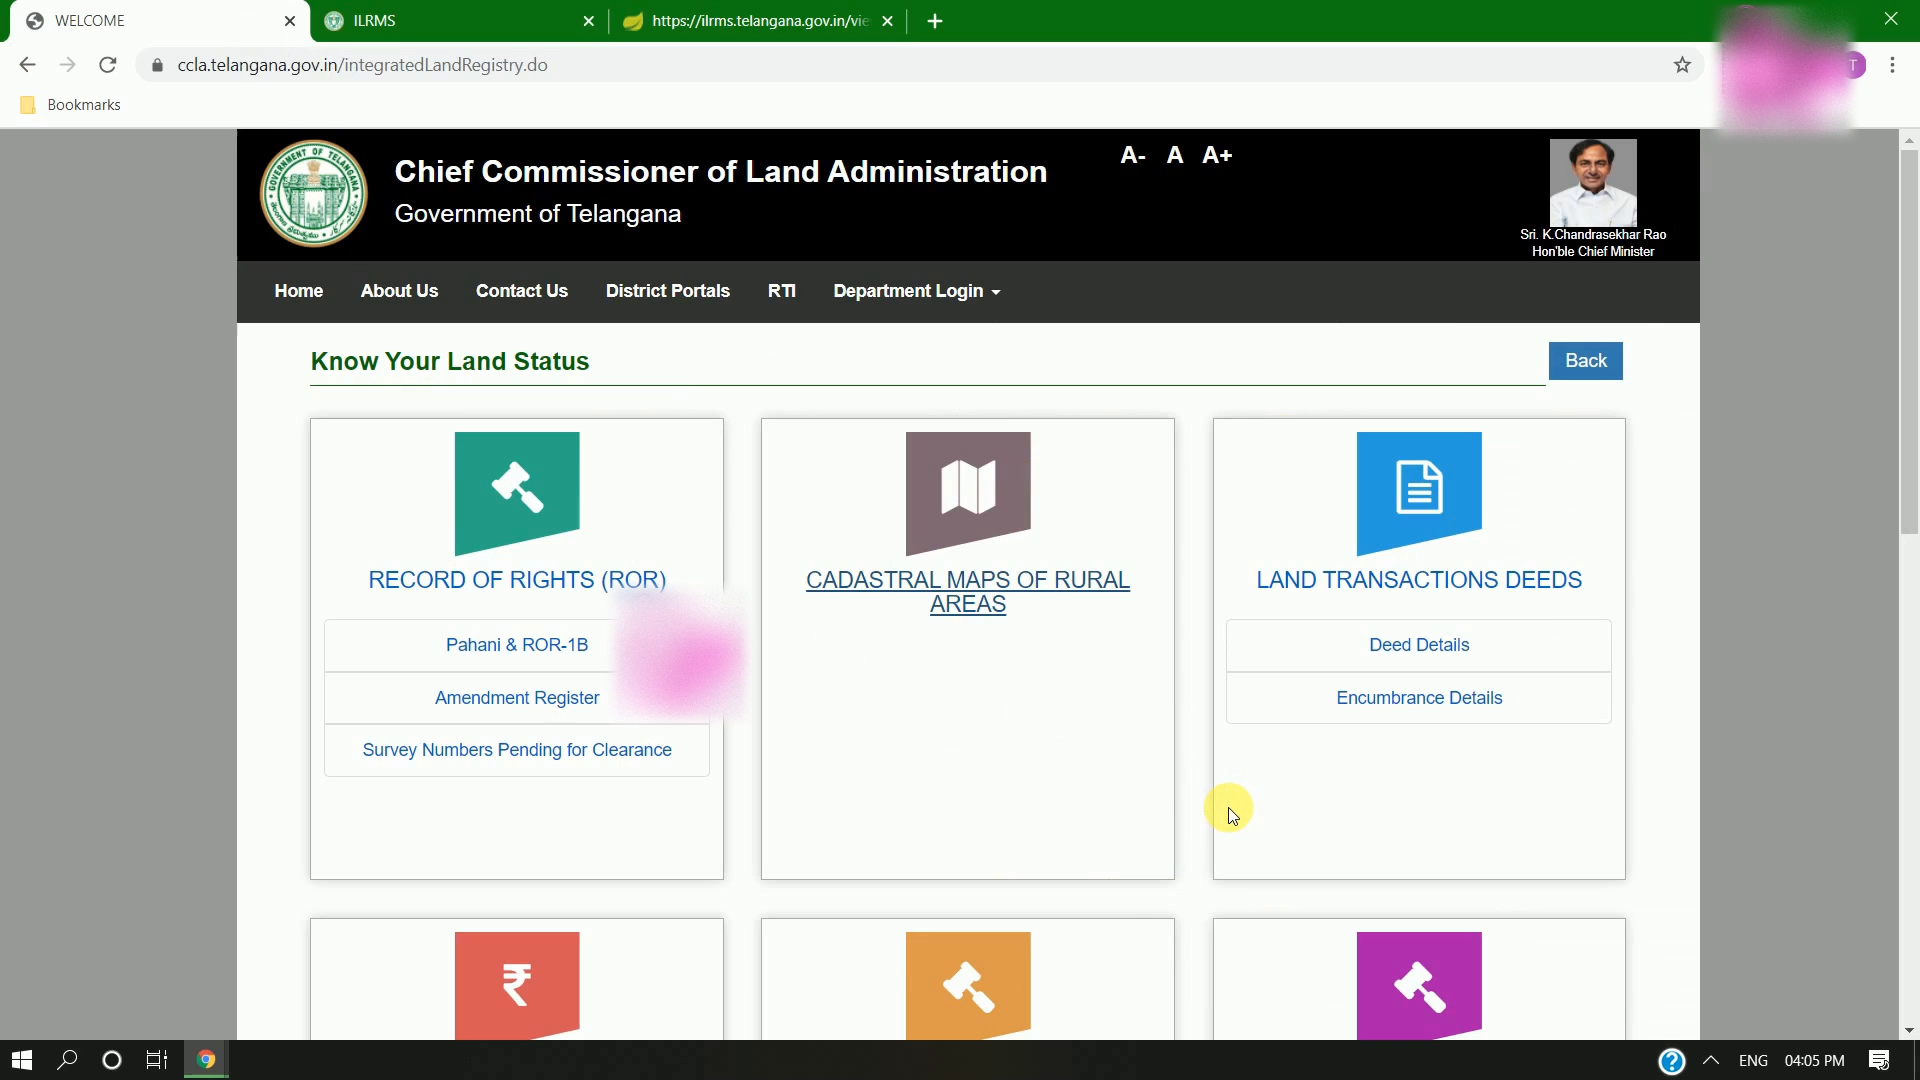 WELCOME
ILRMS
https://ilrms.telangana.gov.in/vie
ccla.telangana.gov.in/integratedLandRegistry.do
T
Bookmarks
GOVERNMENT OF TELANGANA
Chief Commissioner of Land Administration
Government of Telangana
A- A A+
Sri. K.Chandrasekhar Rao
Hon'ble Chief Minister
Home About Us Contact Us District Portals RTI Department Login
Know Your Land Status
Back
RECORD OF RIGHTS (ROR)
Pahani & ROR-1B
Amendment Register
Survey Numbers Pending for Clearance
CADASTRAL MAPS OF RURAL
AREAS
LAND TRANSACTIONS DEEDS
Deed Details
Encumbrance Details
₹
ENG 04:05 PM